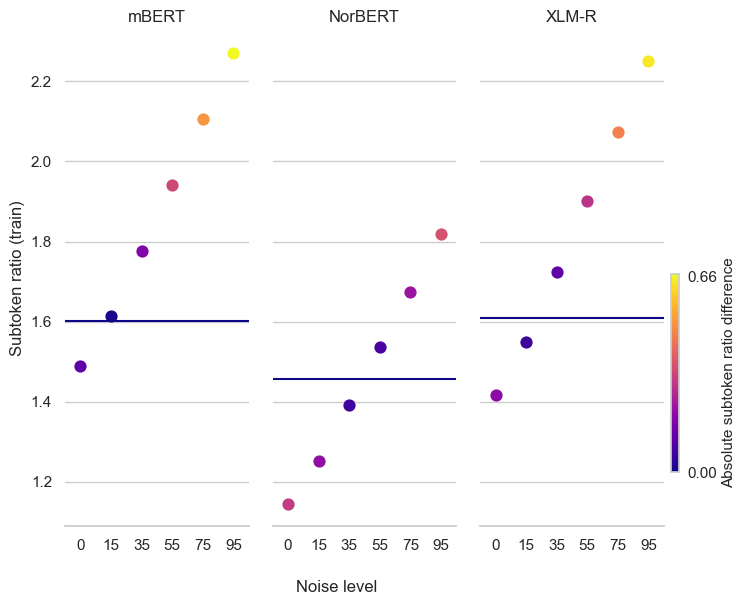 mBERT NorBERT XLM-R
Subtoken ratio (train)
2.2
2.0
1.8
1.6
1.4
1.2
0 15 35 55 75 95 0 15 35 55 75 95 0 15 35 55 75 95
Noise level
0.66
0.00
Absolute subtoken ratio difference